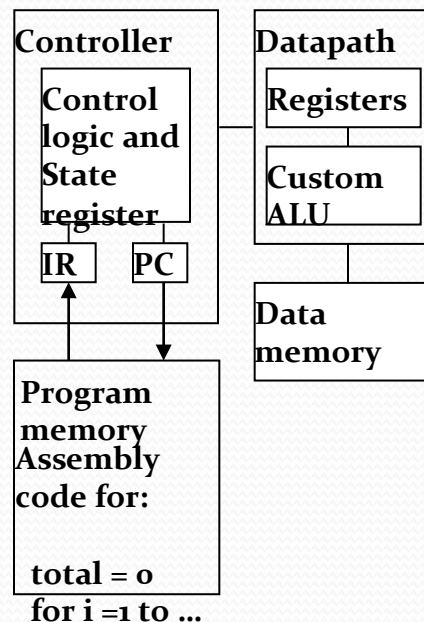 Controller
Control
logic and
State
register
IR
PC
Datapath
Registers
Custom
ALU
Data
memory
Program
memory
Assembly
code for:
total = 0
for i =1 to ...